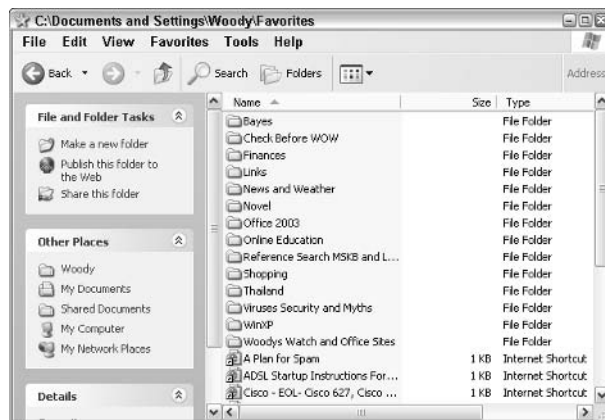 C:\Documents and Settings\Woody\Favorites
File Edit View Favorites Tools Help
Back Search Folders Address
Name Size Type
File and Folder Tasks
Make a new folder
Publish this folder to
the Web
Share this folder
Other Places
Woody
My Documents
Shared Documents
My Computer
My Network Places
Details
Bayes File Folder
Check Before WOW File Folder
Finances File Folder
Links File Folder
News and Weather File Folder
Novel File Folder
Office 2003 File Folder
Online Education File Folder
Reference Search MSKB and L... File Folder
Shopping File Folder
Thailand File Folder
Viruses Security and Myths File Folder
WinXP File Folder
Woodys Watch and Office Sites File Folder
A Plan for Spam 1 KB Internet Shortcut
ADSL Startup Instructions For... 1 KB Internet Shortcut
Cisco - EOL- Cisco 627, Cisco ... 1 KB Internet Shortcut